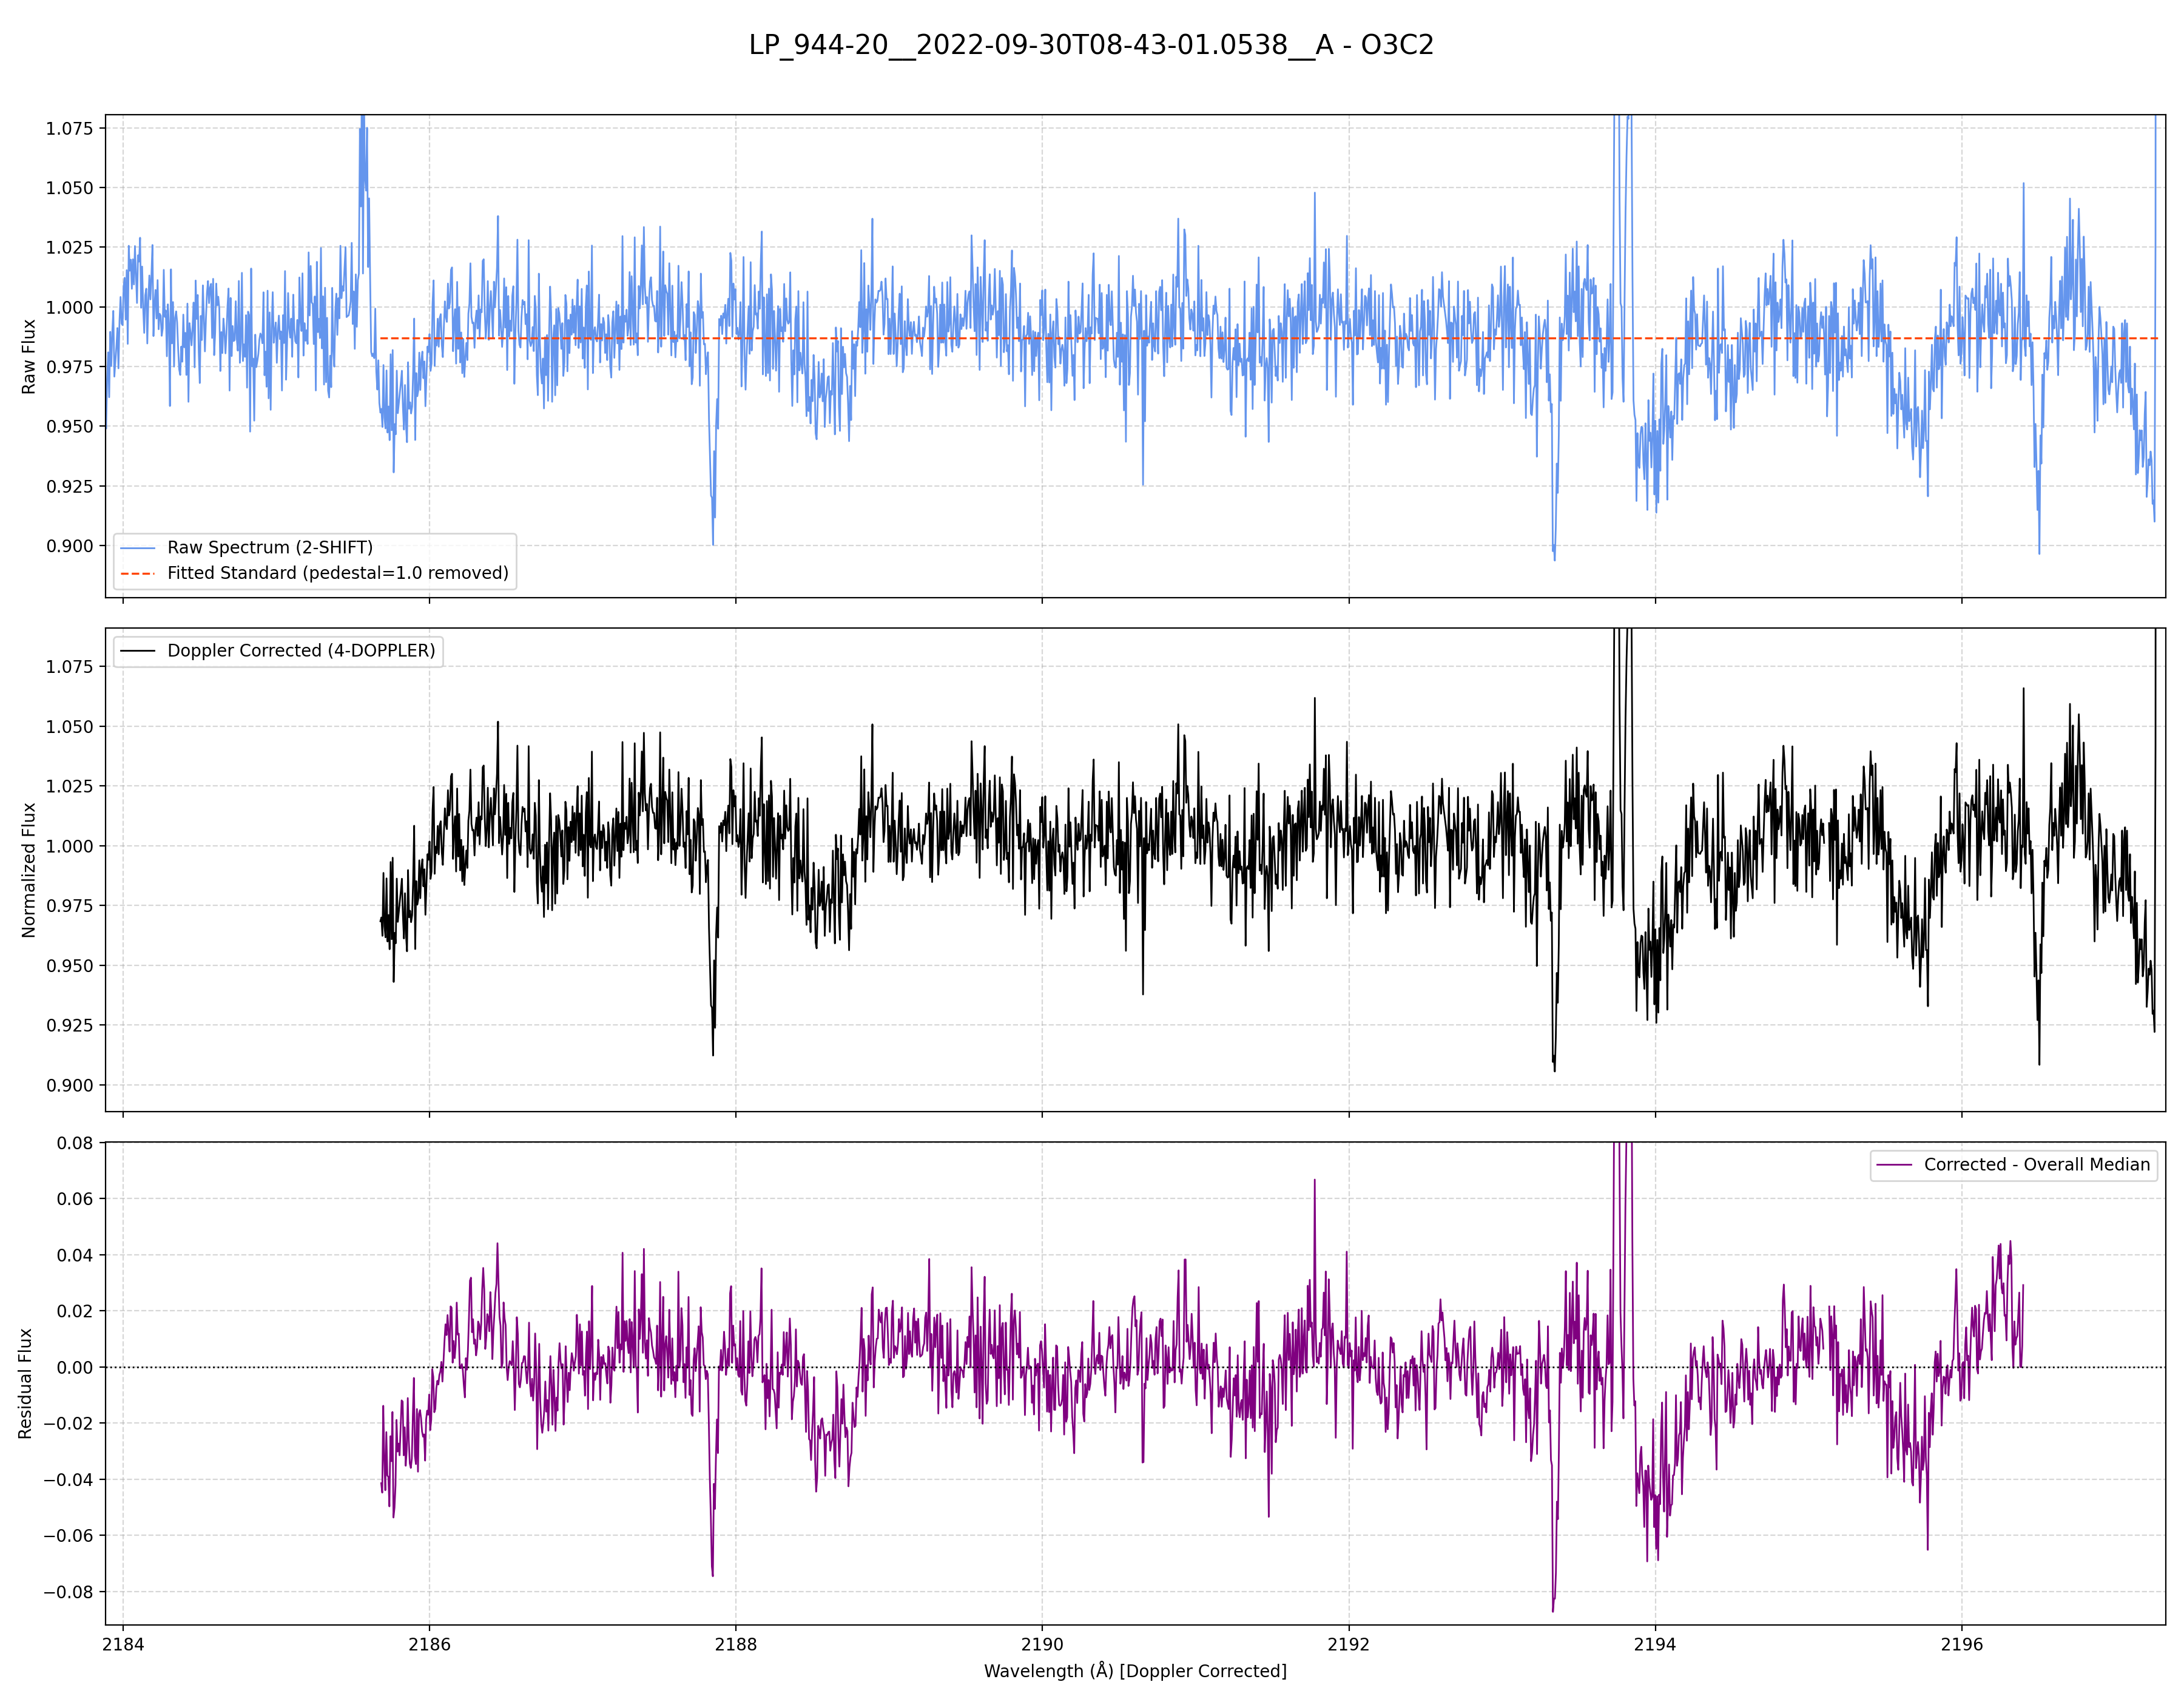 LP_944-20__2022-09-30T08-43-01.0538__A - O3C2
1.075
1.050
1.025
1.000
0.975
0.950
0.925
0.900
Raw Flux
Raw Spectrum (2-SHIFT)
Fitted Standard (pedestal=1.0 removed)
1.075
1.050
1.025
1.000
0.975
0.950
0.925
0.900
Normalized Flux
Doppler Corrected (4-DOPPLER)
0.08
0.06
0.04
0.02
0.00
−0.02
−0.04
−0.06
−0.08
Residual Flux
Corrected - Overall Median
2184 2186 2188 2190 2192 2194 2196
Wavelength (Å) [Doppler Corrected]